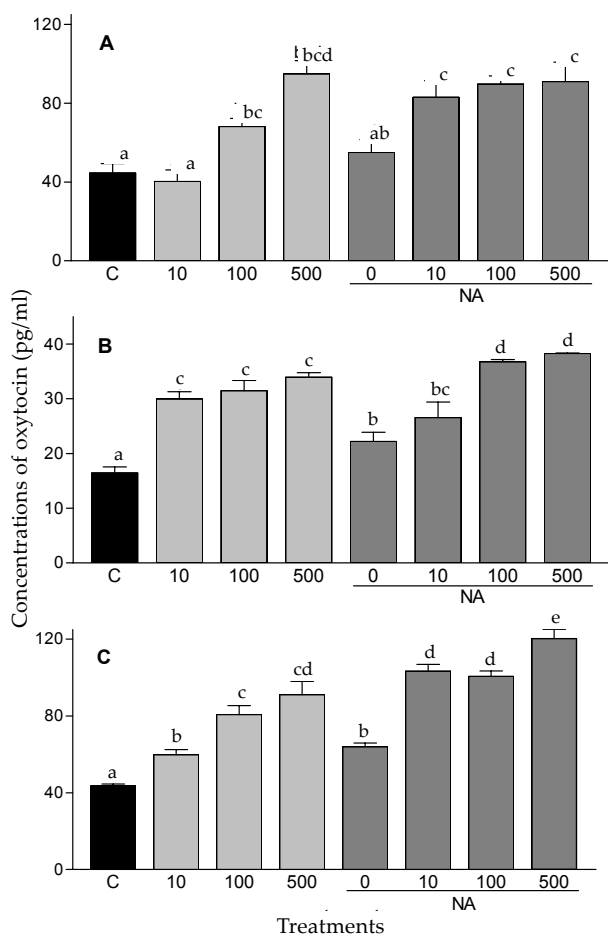 Concentrations of oxytocin (pg/ml)
A
120
80
40
0
a a bc bcd ab c c c
C 10 100 500 0 10 100 500
NA
B
40
30
20
10
0
a c c c b bc d d
C 10 100 500 0 10 100 500
NA
C
120
80
40
0
a b c cd b d d e
C 10 100 500 0 10 100 500
NA
Treatments